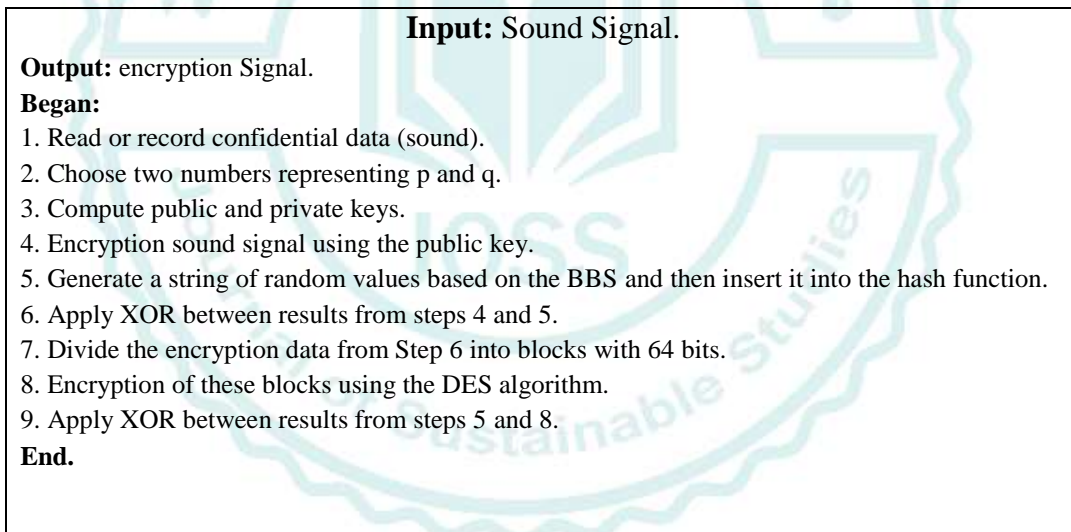 Input: Sound Signal.
Output: encryption Signal.
Began:
1. Read or record confidential data (sound).
2. Choose two numbers representing p and q.
3. Compute public and private keys.
4. Encryption sound signal using the public key.
5. Generate a string of random values based on the BBS and then insert it into the hash function.
6. Apply XOR between results from steps 4 and 5.
7. Divide the encryption data from Step 6 into blocks with 64 bits.
8. Encryption of these blocks using the DES algorithm.
9. Apply XOR between results from steps 5 and 8.
End.
JOSS
Journal of Sustainable Studies